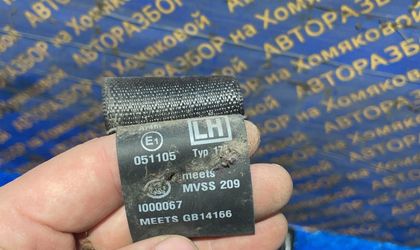 АВТОРАЗБОР на Хомяковой
E1
LH
051105 Typ
meets
MVSS 209
I000067
MEETS GB14166